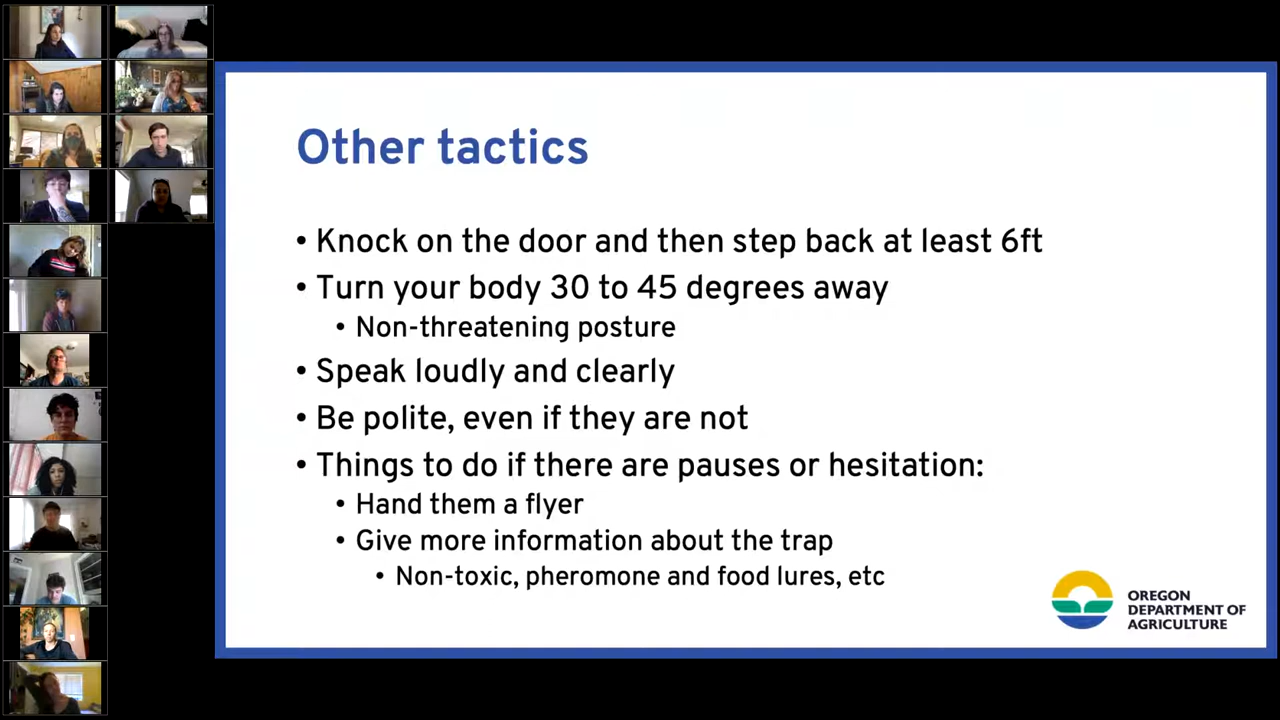 Other tactics
• Knock on the door and then step back at least 6ft
• Turn your body 30 to 45 degrees away
• Non-threatening posture
• Speak loudly and clearly
• Be polite, even if they are not
• Things to do if there are pauses or hesitation:
• Hand them a flyer
• Give more information about the trap
• Non-toxic, pheromone and food lures, etc
OREGON
DEPARTMENT OF
AGRICULTURE